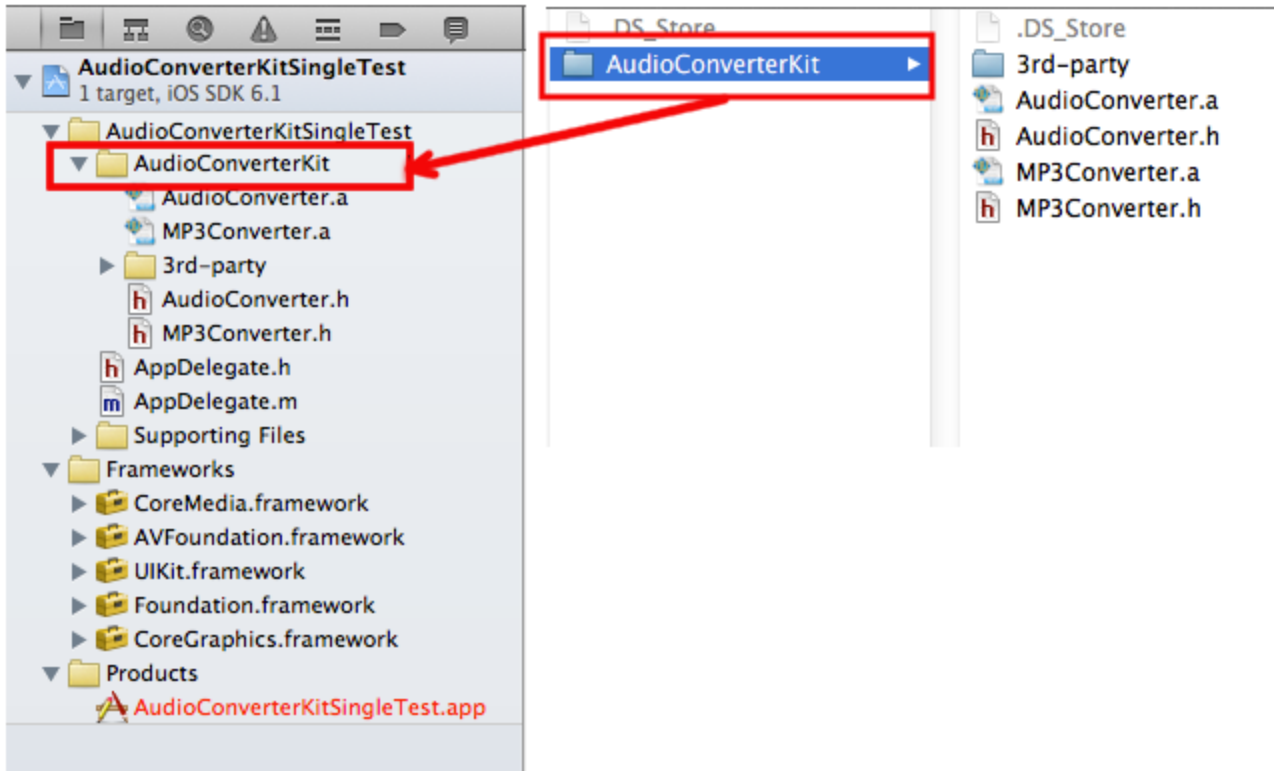 AudioConverterKitSingleTest
1 target, iOS SDK 6.1
AudioConverterKitSingleTest
AudioConverterKit
AudioConverter.a
MP3Converter.a
3rd-party
AudioConverter.h
MP3Converter.h
AppDelegate.h
AppDelegate.m
Supporting Files
Frameworks
CoreMedia.framework
AVFoundation.framework
UIKit.framework
Foundation.framework
CoreGraphics.framework
Products
AudioConverterKitSingleTest.app
.DS_Store
AudioConverterKit
.DS_Store
3rd-party
AudioConverter.a
AudioConverter.h
MP3Converter.a
MP3Converter.h